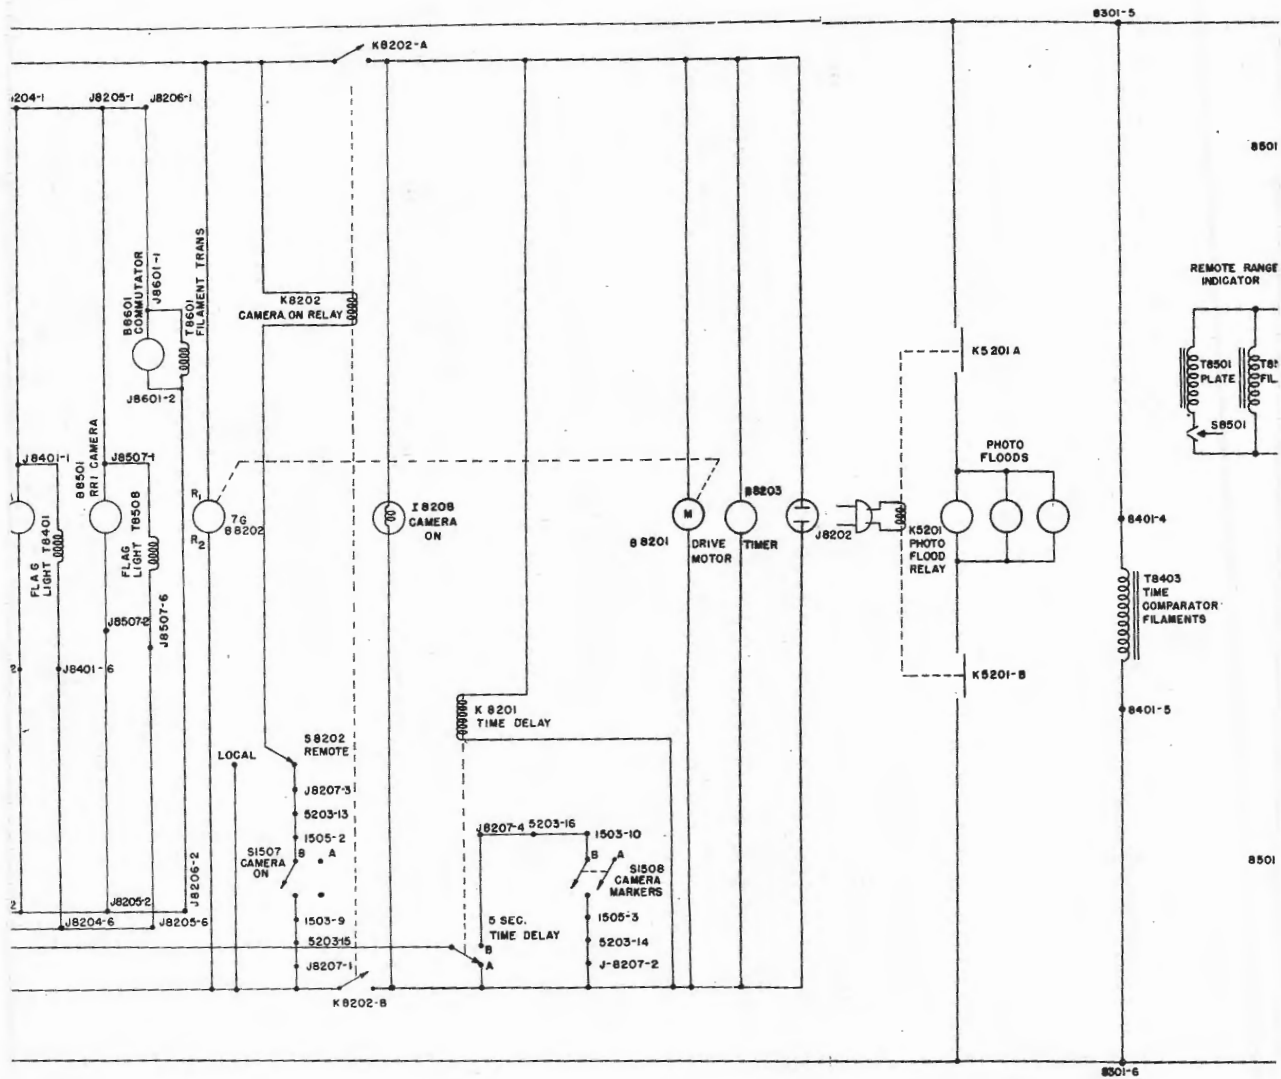 8301-5
K8202-A
204-1
J8205-1
J8206-1
8501
B8601
COMMUTATOR
J8601-1
T8601
FILAMENT TRANS
REMOTE RANGE
INDICATOR
K8202
CAMERA ON RELAY
K5201A
T8501
PLATE
FIL
S8501
J8601-2
J8401-1
B8501
RRI CAMERA
J8507-1
PHOTO
FLOODS
R1
R2
7G
B8202
I8208
CAMERA
ON
B8201
M
DRIVE
MOTOR
B8203
TIMER
J8202
K5201
PHOTO
FLOOD
RELAY
8401-4
FLAG
LIGHT T8401
FLAG
LIGHT T8508
J8507-6
T8403
TIME
COMPARATOR
FILAMENTS
J8507-2
2
J8401-6
K5201-B
8401-5
K 8201
TIME DELAY
LOCAL
S8202
REMOTE
J8207-3
5203-13
1505-2
S1507
CAMERA
ON
B
A
J8207-4
5203-16
1503-10
B
A
S1508
CAMERA
MARKERS
8501
J8206-2
2
J8205-2
J8204-6
J8205-6
1503-9
5203-15
J8207-1
5 SEC.
TIME DELAY
B
A
1505-3
5203-14
J-8207-2
K8202-B
8301-6